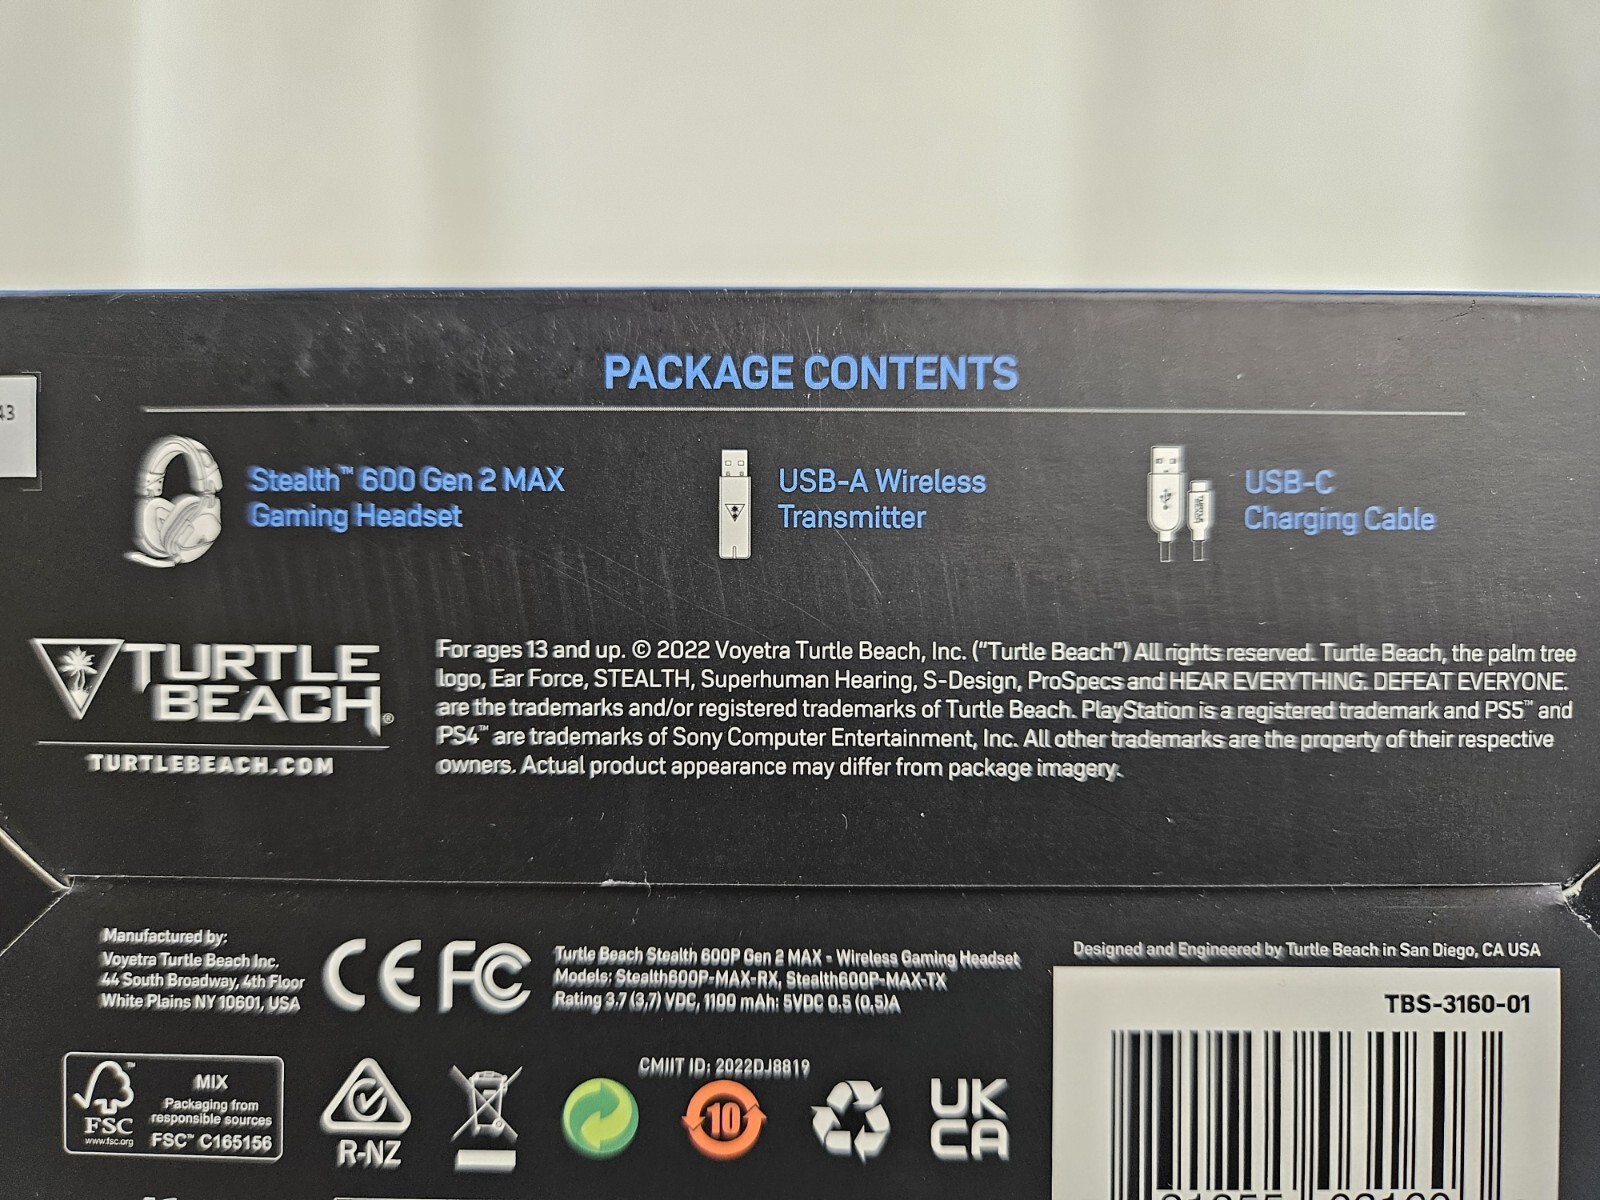 PACKAGE CONTENTS
43
Stealth™ 600 Gen 2 MAX
Gaming Headset
USB-A Wireless
Transmitter
USB-C
Charging Cable
TURTLE
BEACH®
TURTLEBEACH.COM
For ages 13 and up. © 2022 Voyetra Turtle Beach, Inc. ("Turtle Beach") All rights reserved. Turtle Beach, the palm tree
logo, Ear Force, STEALTH, Superhuman Hearing, S-Design, ProSpecs and HEAR EVERYTHING. DEFEAT EVERYONE.
are the trademarks and/or registered trademarks of Turtle Beach. PlayStation is a registered trademark and PS5™ and
PS4™ are trademarks of Sony Computer Entertainment, Inc. All other trademarks are the property of their respective
owners. Actual product appearance may differ from package imagery.
Manufactured by:
Voyetra Turtle Beach Inc.
44 South Broadway, 4th Floor
White Plains NY 10601, USA
CE FC
Turtle Beach Stealth 600P Gen 2 MAX - Wireless Gaming Headset
Models: Stealth600P-MAX-RX, Stealth600P-MAX-TX
Rating 3.7 (3,7) VDC, 1100 mAh; 5VDC 0.5 (0,5)A
Designed and Engineered by Turtle Beach in San Diego, CA USA
TBS-3160-01
CMIIT ID: 2022DJ8819
FSC™
www.fsc.org
MIX
Packaging from
responsible sources
FSC™ C165156
R-NZ
10
UK
CA